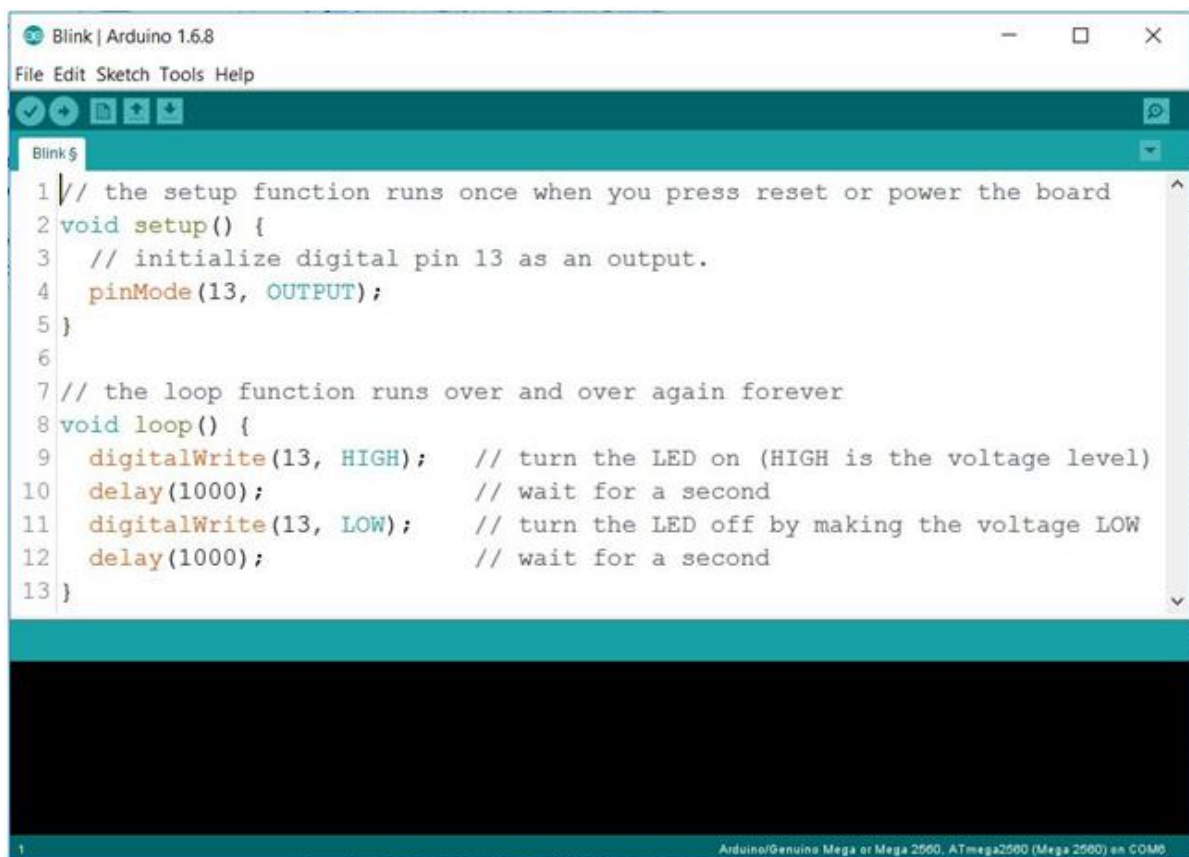 Blink | Arduino 1.6.8
File Edit Sketch Tools Help
Blink §
1 // the setup function runs once when you press reset or power the board
2 void setup() {
3   // initialize digital pin 13 as an output.
4   pinMode(13, OUTPUT);
5 }
6
7 // the loop function runs over and over again forever
8 void loop() {
9   digitalWrite(13, HIGH);   // turn the LED on (HIGH is the voltage level)
10   delay(1000);              // wait for a second
11   digitalWrite(13, LOW);    // turn the LED off by making the voltage LOW
12   delay(1000);              // wait for a second
13 }
1 Arduino/Genuino Mega or Mega 2560, ATmega2560 (Mega 2560) on COM6